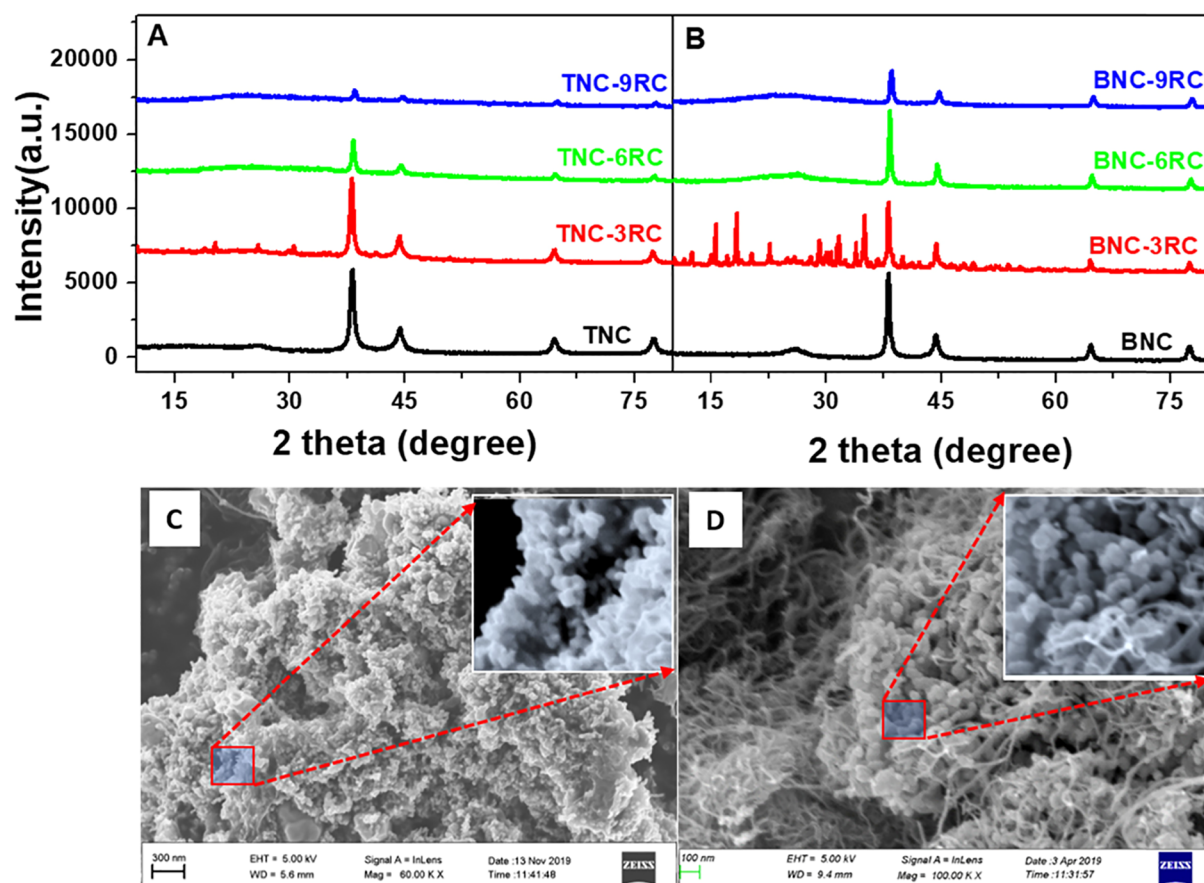 A
B
20000
15000
10000
5000
0
Intensity(a.u.)
TNC-9RC
TNC-6RC
TNC-3RC
TNC
BNC-9RC
BNC-6RC
BNC-3RC
BNC
15 30 45 60 75
15 30 45 60 75
2 theta (degree)
2 theta (degree)
C
D
300 nm
EHT = 5.00 kV
WD = 5.6 mm
Signal A = InLens
Mag = 60.00 K X
Date :13 Nov 2019
Time :11:41:48
ZEISS
100 nm
EHT = 5.00 kV
WD = 9.4 mm
Signal A = InLens
Mag = 100.00 K X
Date :3 Apr 2019
Time :11:31:57
ZEISS